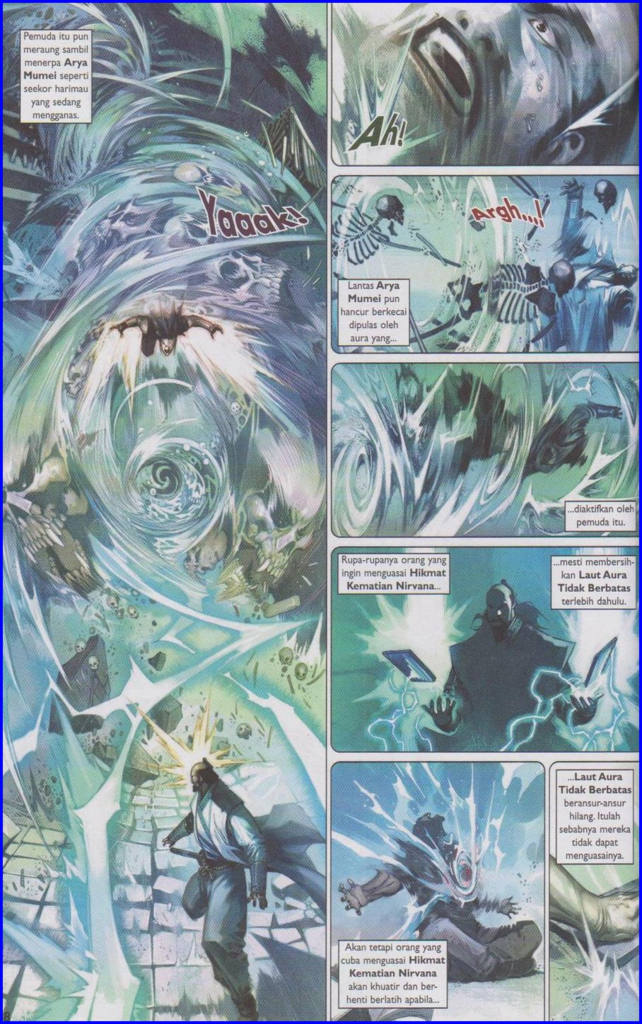 Pemuda itu pun
meraung sambil
menerpa Arya
Mumei seperti
seekor harimau
yang sedang
mengganas.
Yaaak!
Ah!
Argh,,,,!
Lantas Arya
Mumei pun
hancur berkecai
dipulas oleh
aura yang...
...diaktifkan oleh
pemuda itu.
Rupa-rupanya orang yang
ingin menguasai Hikmat
Kematian Nirvana...
...mesti membersih-
kan Laut Aura
Tidak Berbatas
terlebih dahulu.
Akan tetapi orang yang
cuba menguasai Hikmat
Kematian Nirvana
akan khuatir dan ber-
henti berlatih apabila...
...Laut Aura
Tidak Berbatas
beransur-ansur
hilang. Itulah
sebabnya mereka
tidak dapat
menguasainya.